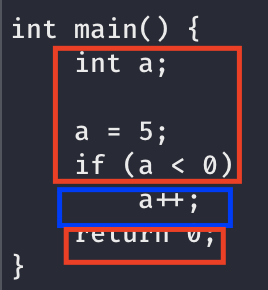 int main() {
int a;
a = 5;
if (a < 0)
a++;
return 0;
}